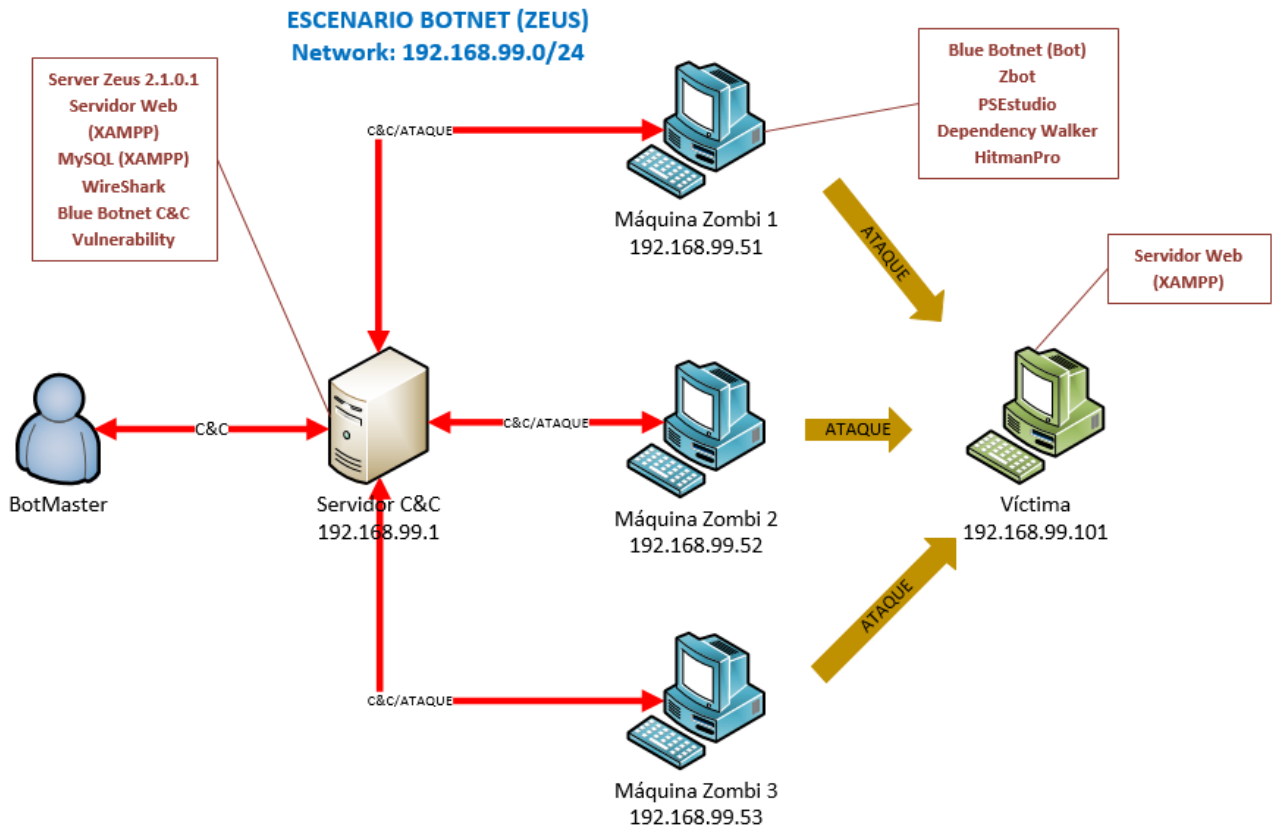 ESCENARIO BOTNET (ZEUS)
Network: 192.168.99.0/24
Server Zeus 2.1.0.1
Servidor Web
(XAMPP)
MySQL (XAMPP)
WireShark
Blue Botnet C&C
Vulnerability
Blue Botnet (Bot)
Zbot
PSEstudio
Dependency Walker
HitmanPro
C&C/ATAQUE
Máquina Zombi 1
192.168.99.51
ATAQUE
Servidor Web
(XAMPP)
BotMaster
C&C
Servidor C&C
192.168.99.1
C&C/ATAQUE
Máquina Zombi 2
192.168.99.52
ATAQUE
Víctima
192.168.99.101
C&C/ATAQUE
Máquina Zombi 3
192.168.99.53
ATAQUE